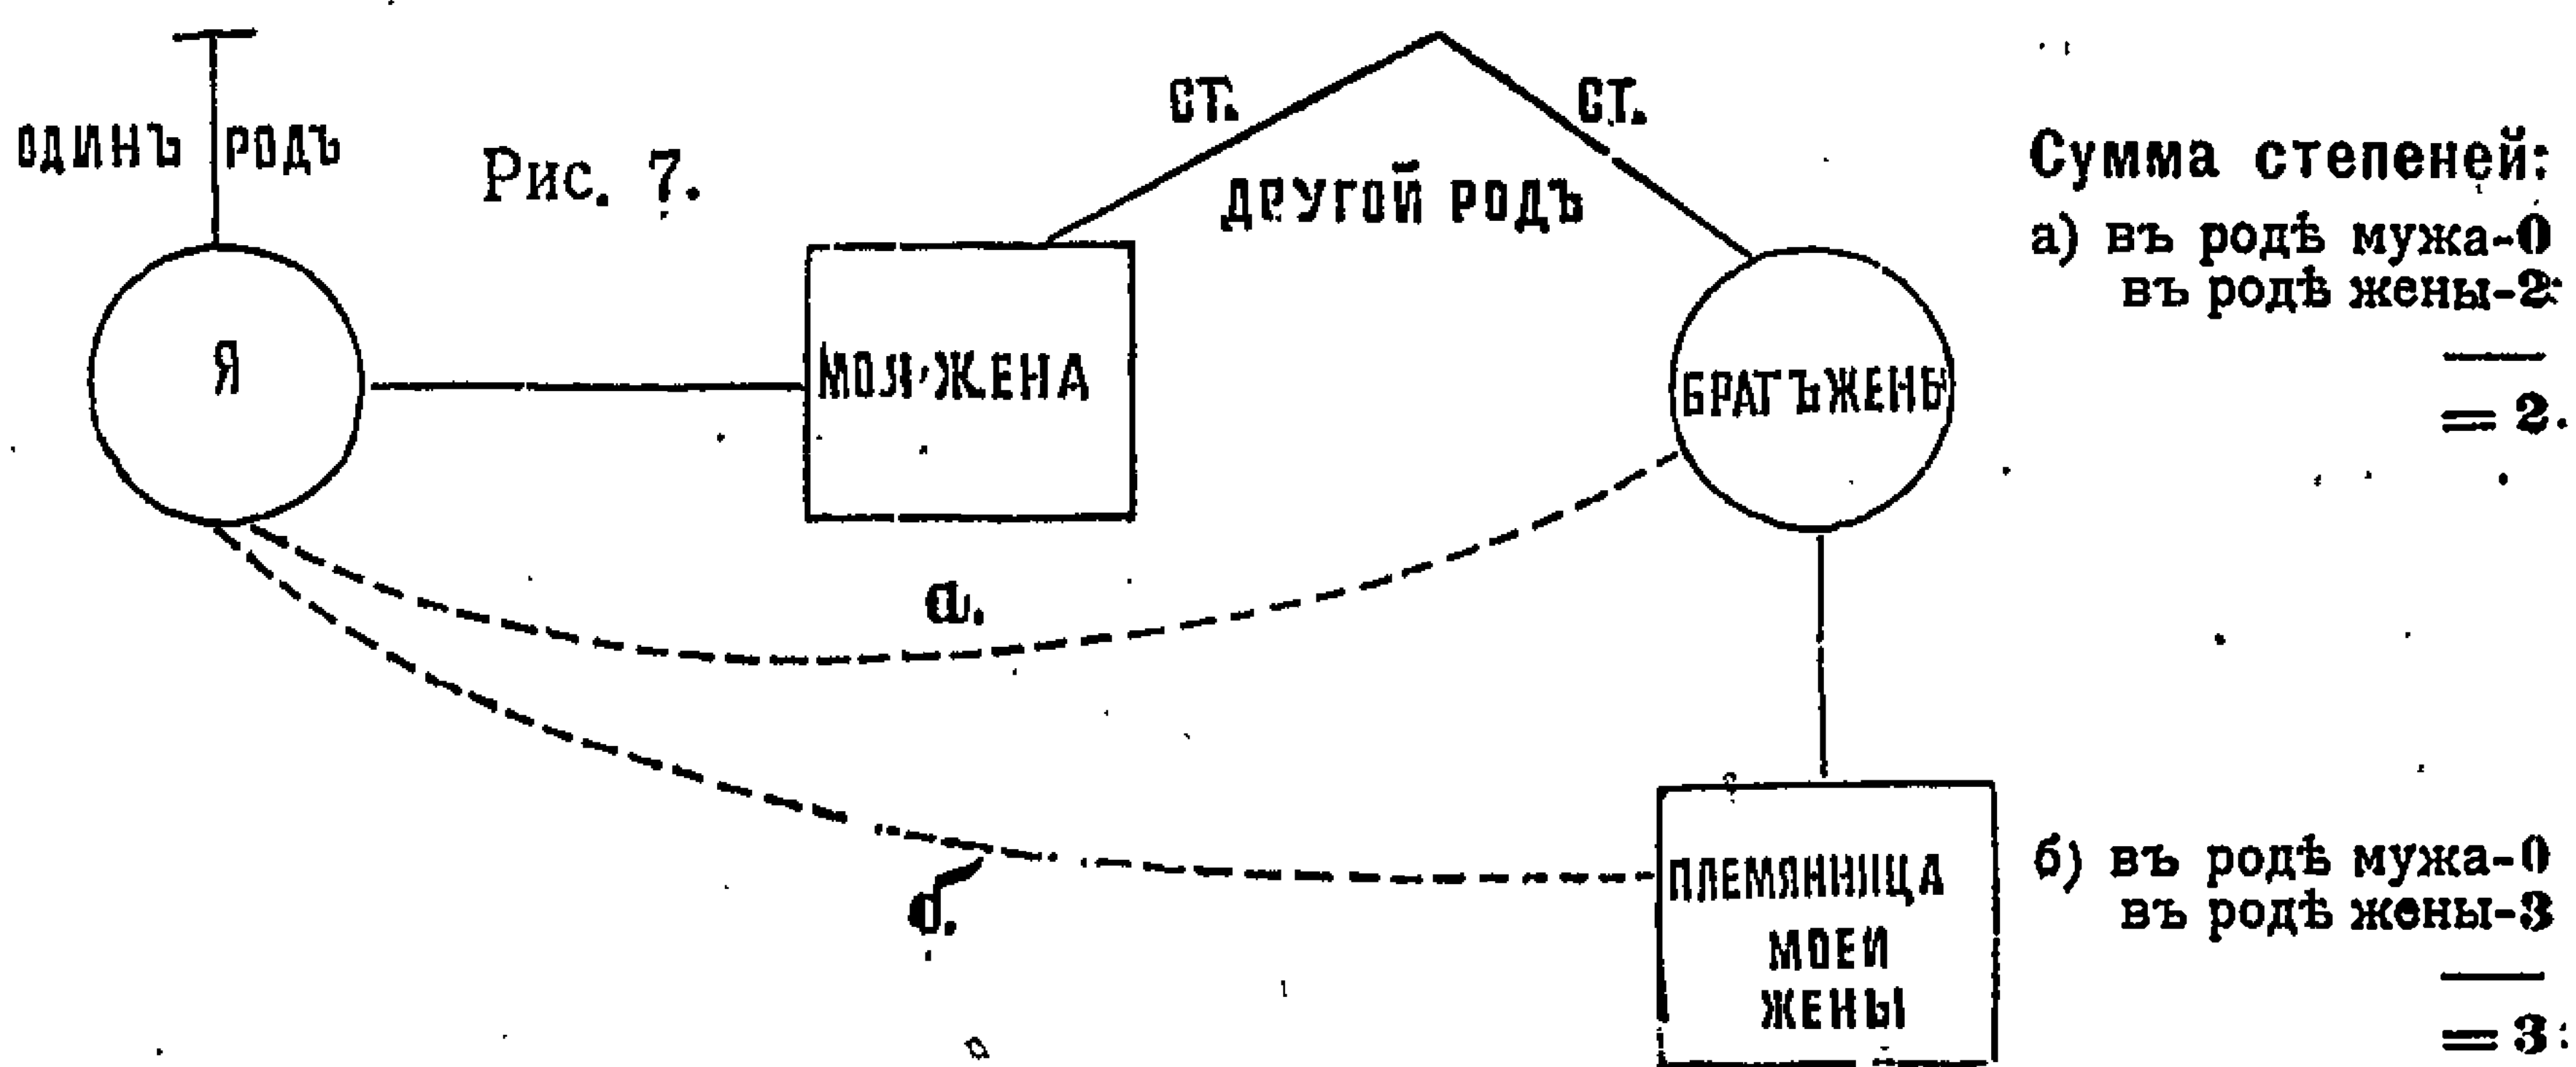 ОДИНЪ РОДЪ
Рис. 7.
СТ.
СТ.
ДРУГОЙ РОДЪ
Я
МОЯ ЖЕНА
БРАТЪ ЖЕНЫ
Сумма степеней:
а) въ родѣ мужа-0
въ родѣ жены-2
= 2.
а.
б.
ПЛЕМЯННИЦА
МОЕЙ
ЖЕНЫ
б) въ родѣ мужа-0
въ родѣ жены-3
= 3.